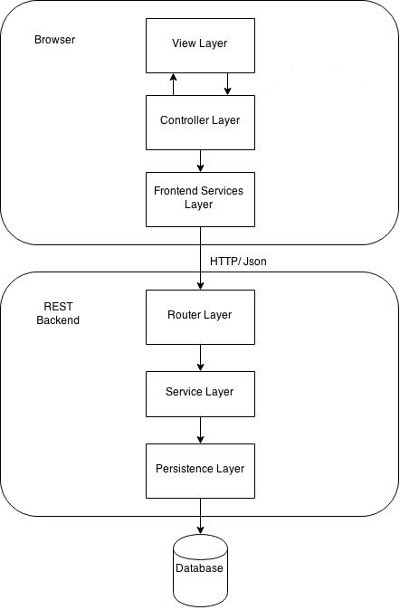 Browser
View Layer
Controller Layer
Frontend Services
Layer
HTTP/ Json
REST
Backend
Router Layer
Service Layer
Persistence Layer
Database